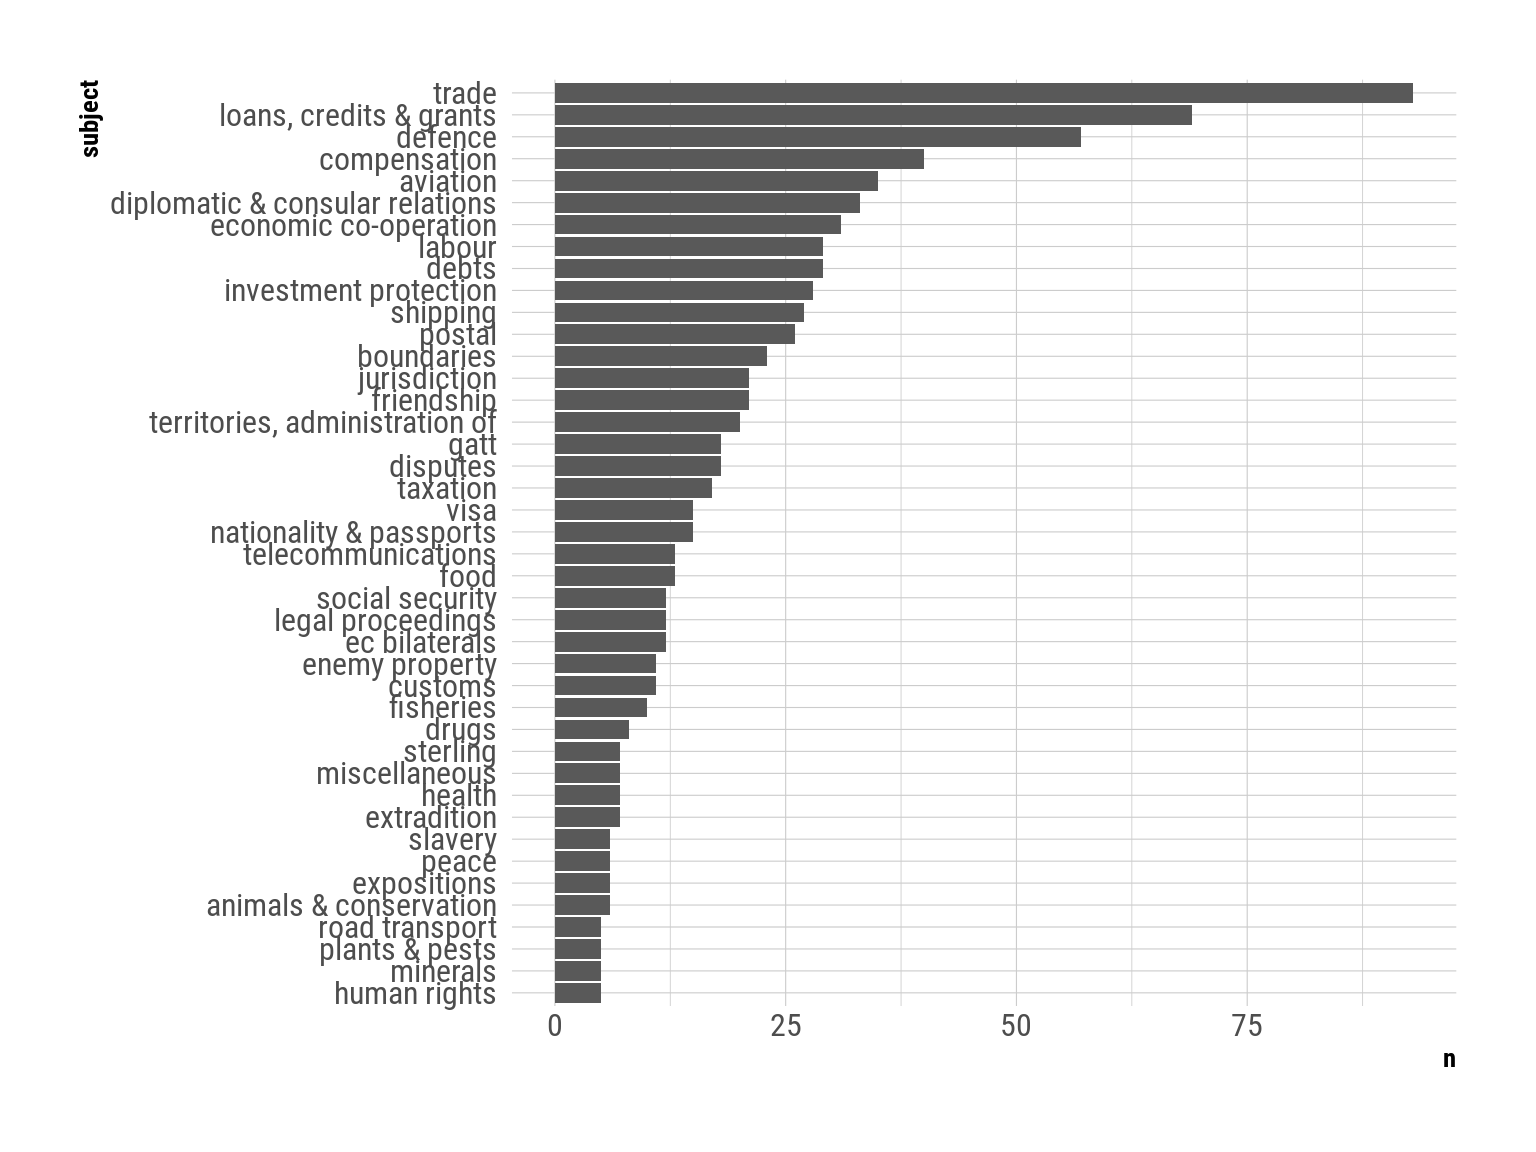 subject
trade
loans, credits & grants
defence
compensation
aviation
diplomatic & consular relations
economic co-operation
labour
debts
investment protection
shipping
postal
boundaries
jurisdiction
friendship
territories, administration of
gatt
disputes
taxation
visa
nationality & passports
telecommunications
food
social security
legal proceedings
ec bilaterals
enemy property
customs
fisheries
drugs
sterling
miscellaneous
health
extradition
slavery
peace
expositions
animals & conservation
road transport
plants & pests
minerals
human rights
0 25 50 75
n